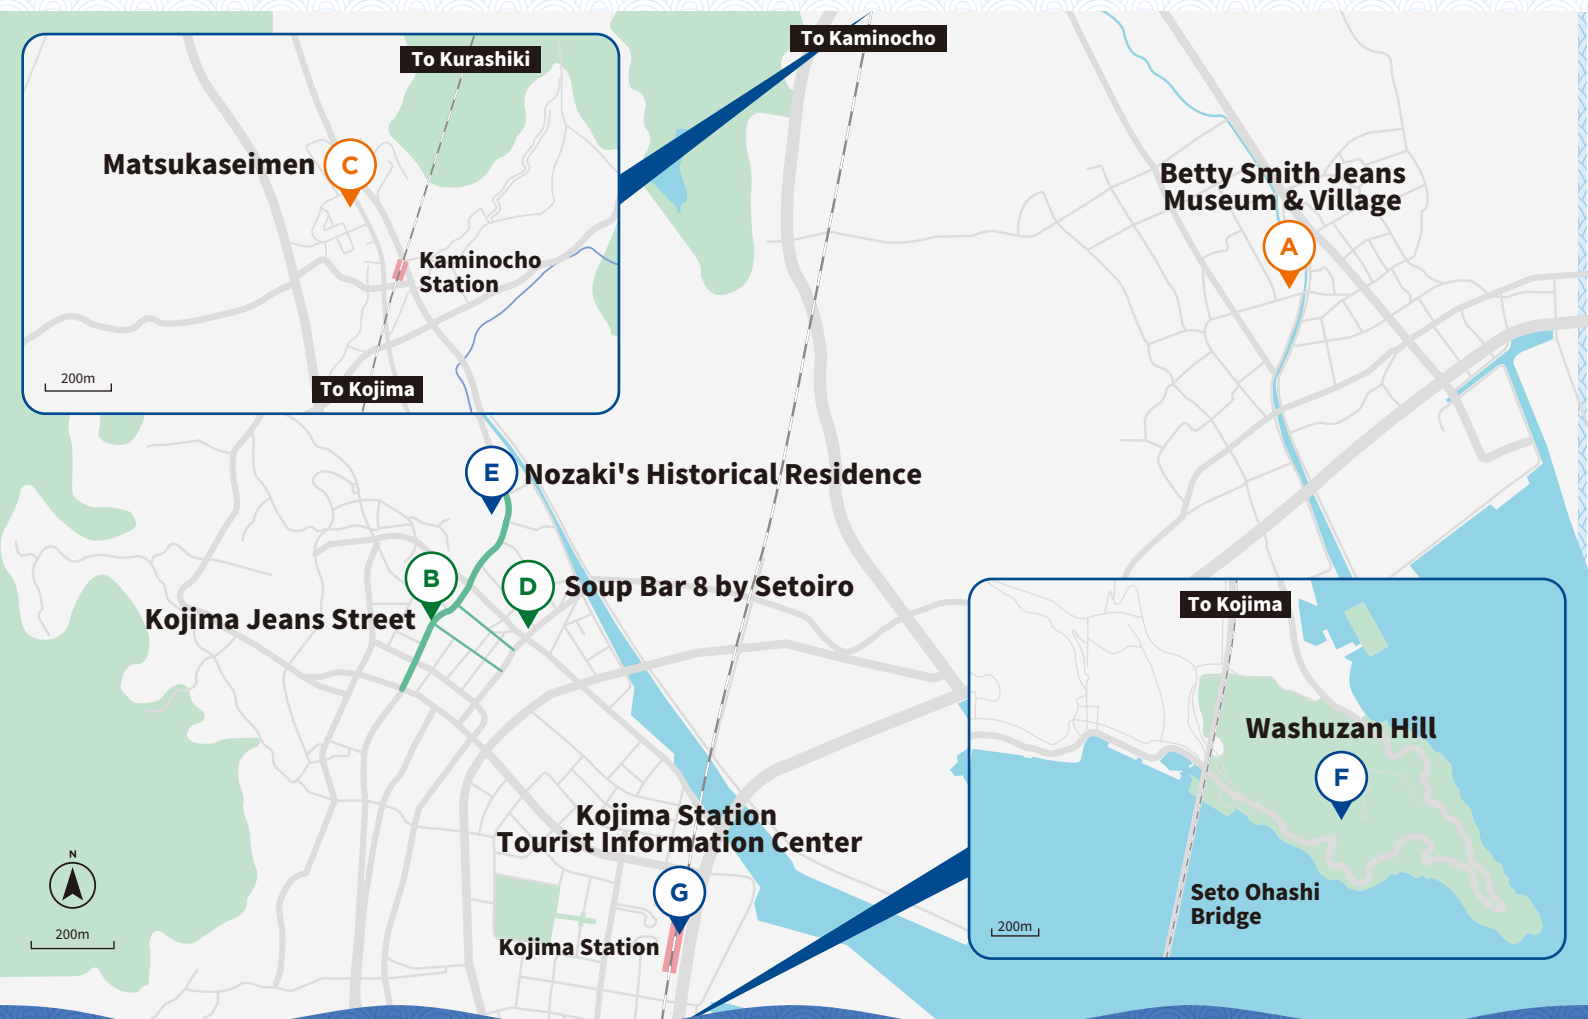 To Kaminocho
To Kurashiki
Matsukaseimen
C
Kaminocho
Station
200m
To Kojima
Betty Smith Jeans
Museum & Village
A
E
Nozaki's Historical Residence
B
D
Soup Bar 8 by Setoiro
Kojima Jeans Street
To Kojima
Washuzan Hill
F
Seto Ohashi
Bridge
200m
Kojima Station
Tourist Information Center
G
Kojima Station
N
200m